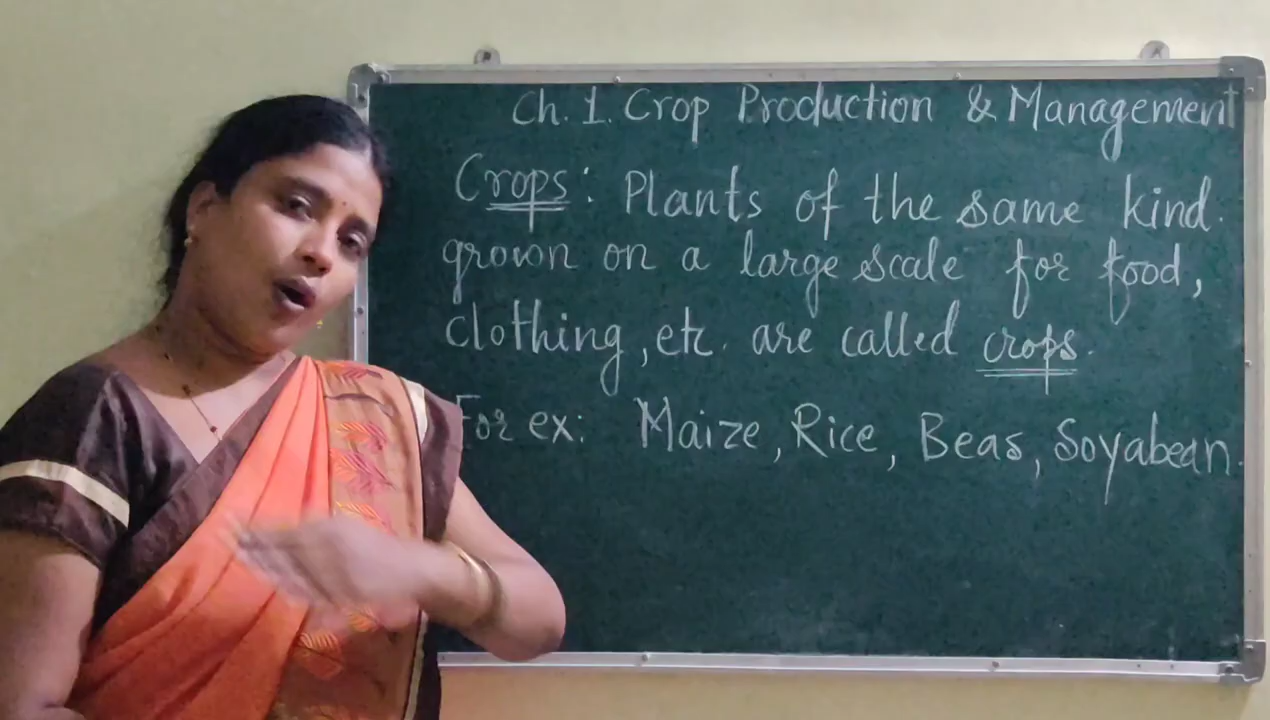 Ch. 1. Crop Production & Management
Crops: Plants of the same kind.
grown on a large scale for food,
clothing, etc. are called crops.
For ex: Maize, Rice, Beas, Soyabean.